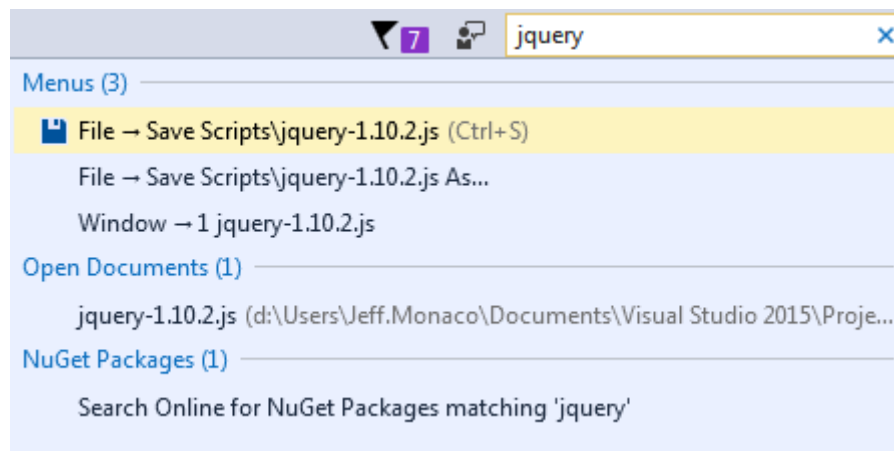 7
jquery
Menus (3)
File → Save Scripts\jquery-1.10.2.js (Ctrl+S)
File → Save Scripts\jquery-1.10.2.js As...
Window → 1 jquery-1.10.2.js
Open Documents (1)
jquery-1.10.2.js (d:\Users\Jeff.Monaco\Documents\Visual Studio 2015\Proje...
NuGet Packages (1)
Search Online for NuGet Packages matching 'jquery'